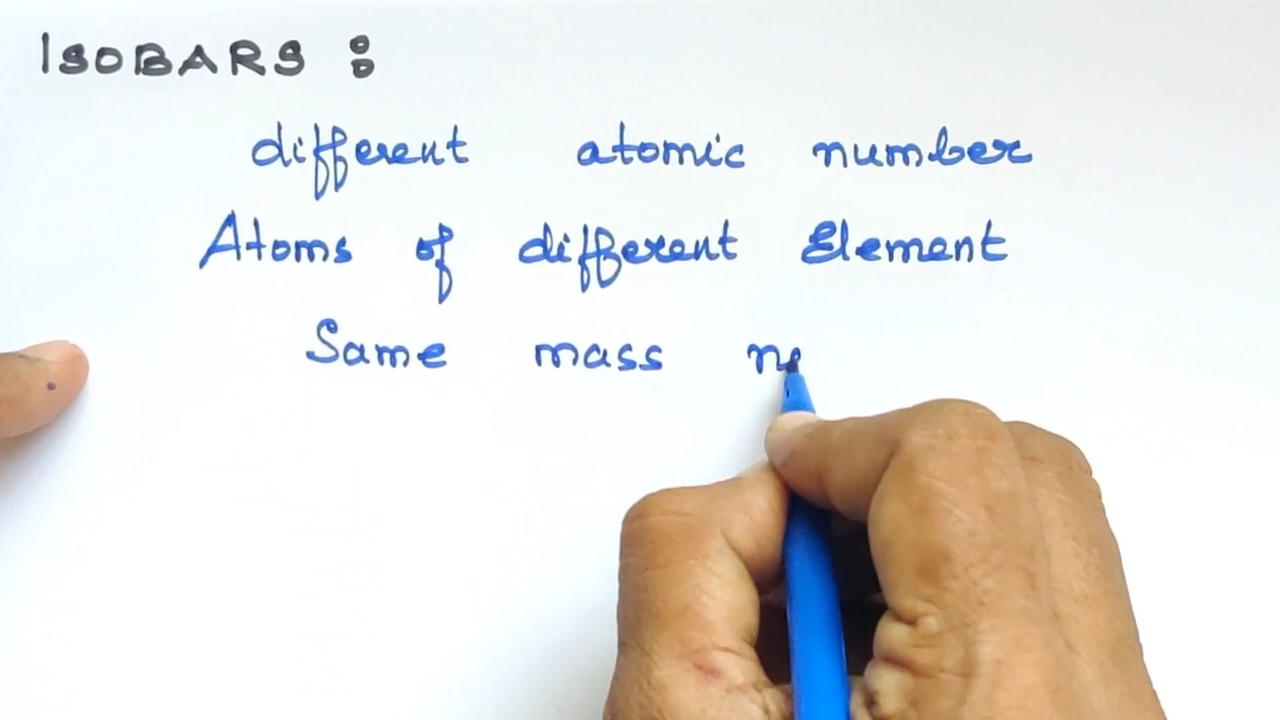 ISOBARS :
different atomic number
Atoms of different Element
Same mass